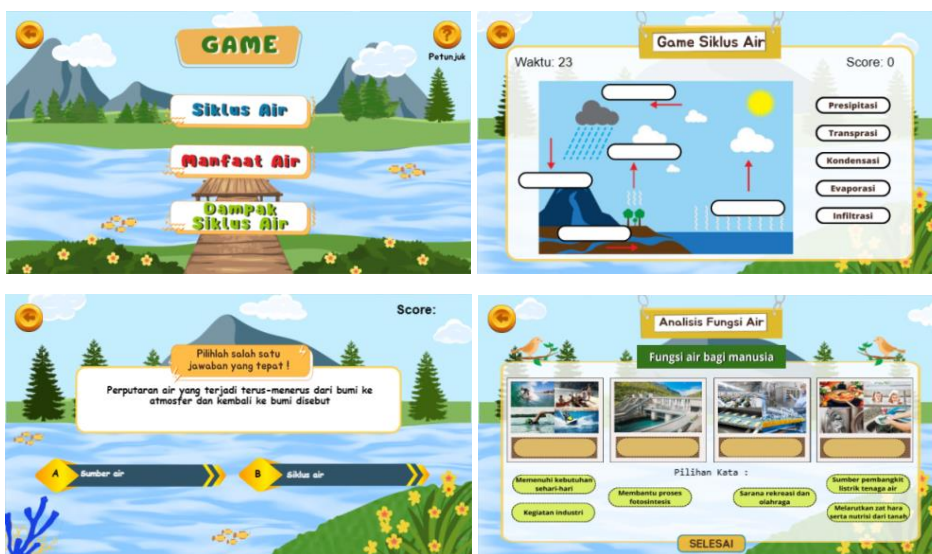 GAME
Petunjuk
Siklus Air
Manfaat Air
Dampak
Siklus Air
Game Siklus Air
Waktu: 23
Score: 0
Presipitasi
Transprasi
Kondensasi
Evaporasi
Infiltrasi
Score:
Pilihlah salah satu
jawaban yang tepat !
Perputaran air yang terjadi terus-menerus dari bumi ke
atmosfer dan kembali ke bumi disebut
A
Sumber air
B
Siklus air
Analisis Fungsi Air
Fungsi air bagi manusia
Pilihan Kata :
Memenuhi kebutuhan
sehari-hari
Membantu proses
fotosintesis
Sarana rekreasi dan
olahraga
Sumber pembangkit
listrik tenaga air
Kegiatan industri
Melarutkan zat hara
serta nutrisi dari tanah
SELESAI